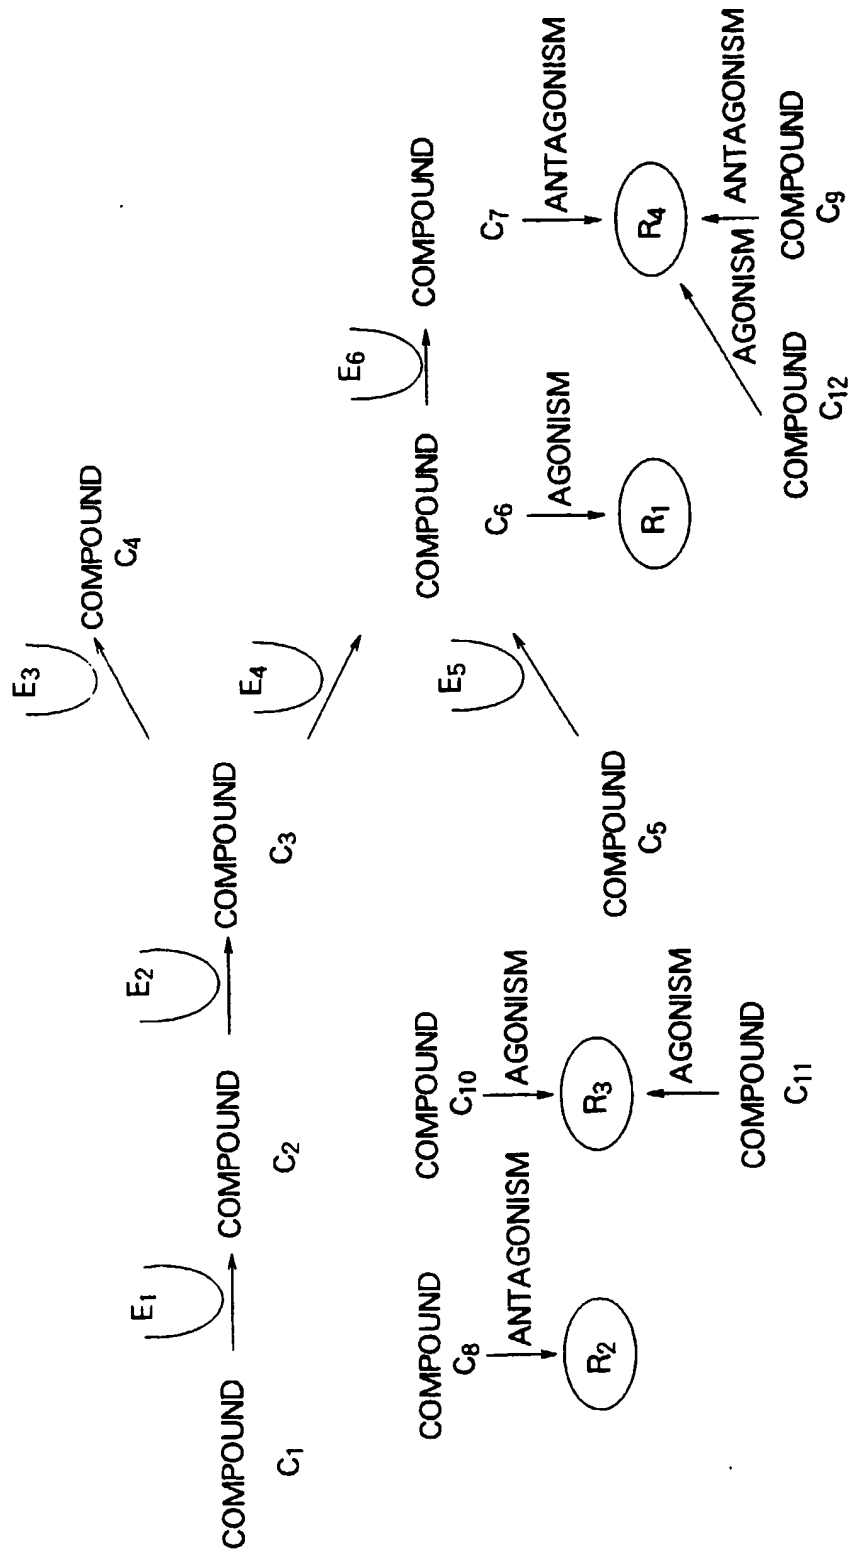 E3
COMPOUND
C4
E1
E2
E4
COMPOUND
C1
COMPOUND
C2
COMPOUND
C3
E6
COMPOUND
C8
ANTAGONISM
R2
COMPOUND
C10
AGONISM
R3
AGONISM
COMPOUND
C11
E5
COMPOUND
C5
COMPOUND
C6
AGONISM
R1
COMPOUND
C7
ANTAGONISM
R4
AGONISM
ANTAGONISM
COMPOUND
C12
COMPOUND
C9